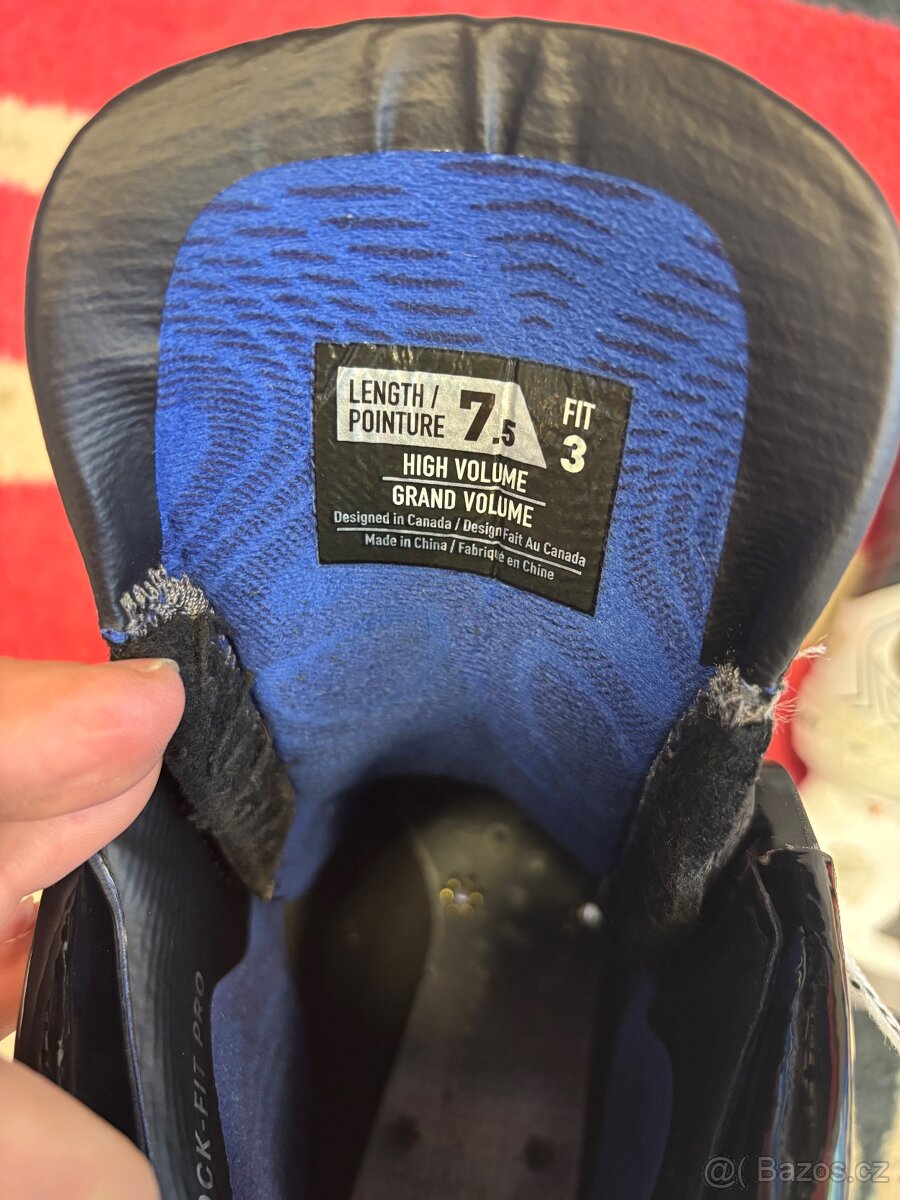 LENGTH /
POINTURE
7.5
FIT
3
HIGH VOLUME
GRAND VOLUME
Designed in Canada / Design Fait Au Canada
Made in China / Fabriqué en Chine
OCK-FIT PRO
@( Bazos.cz